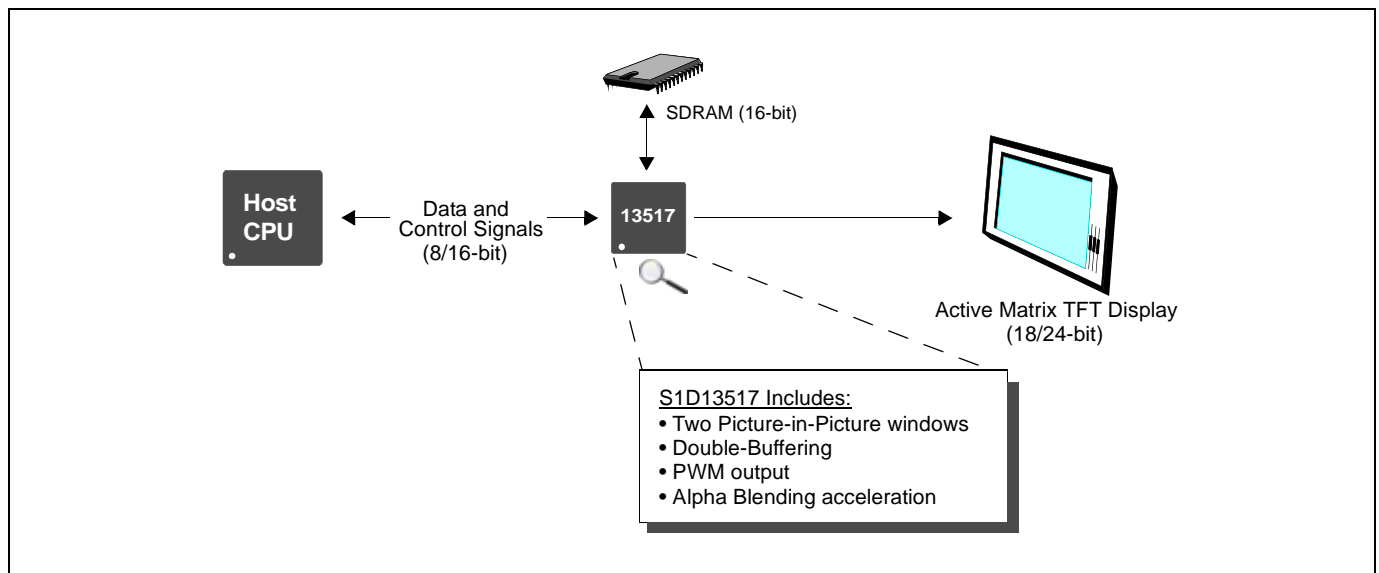 SDRAM (16-bit)
Host
CPU
Data and
Control Signals
(8/16-bit)
13517
Active Matrix TFT Display
(18/24-bit)
S1D13517 Includes:
• Two Picture-in-Picture windows
• Double-Buffering
• PWM output
• Alpha Blending acceleration